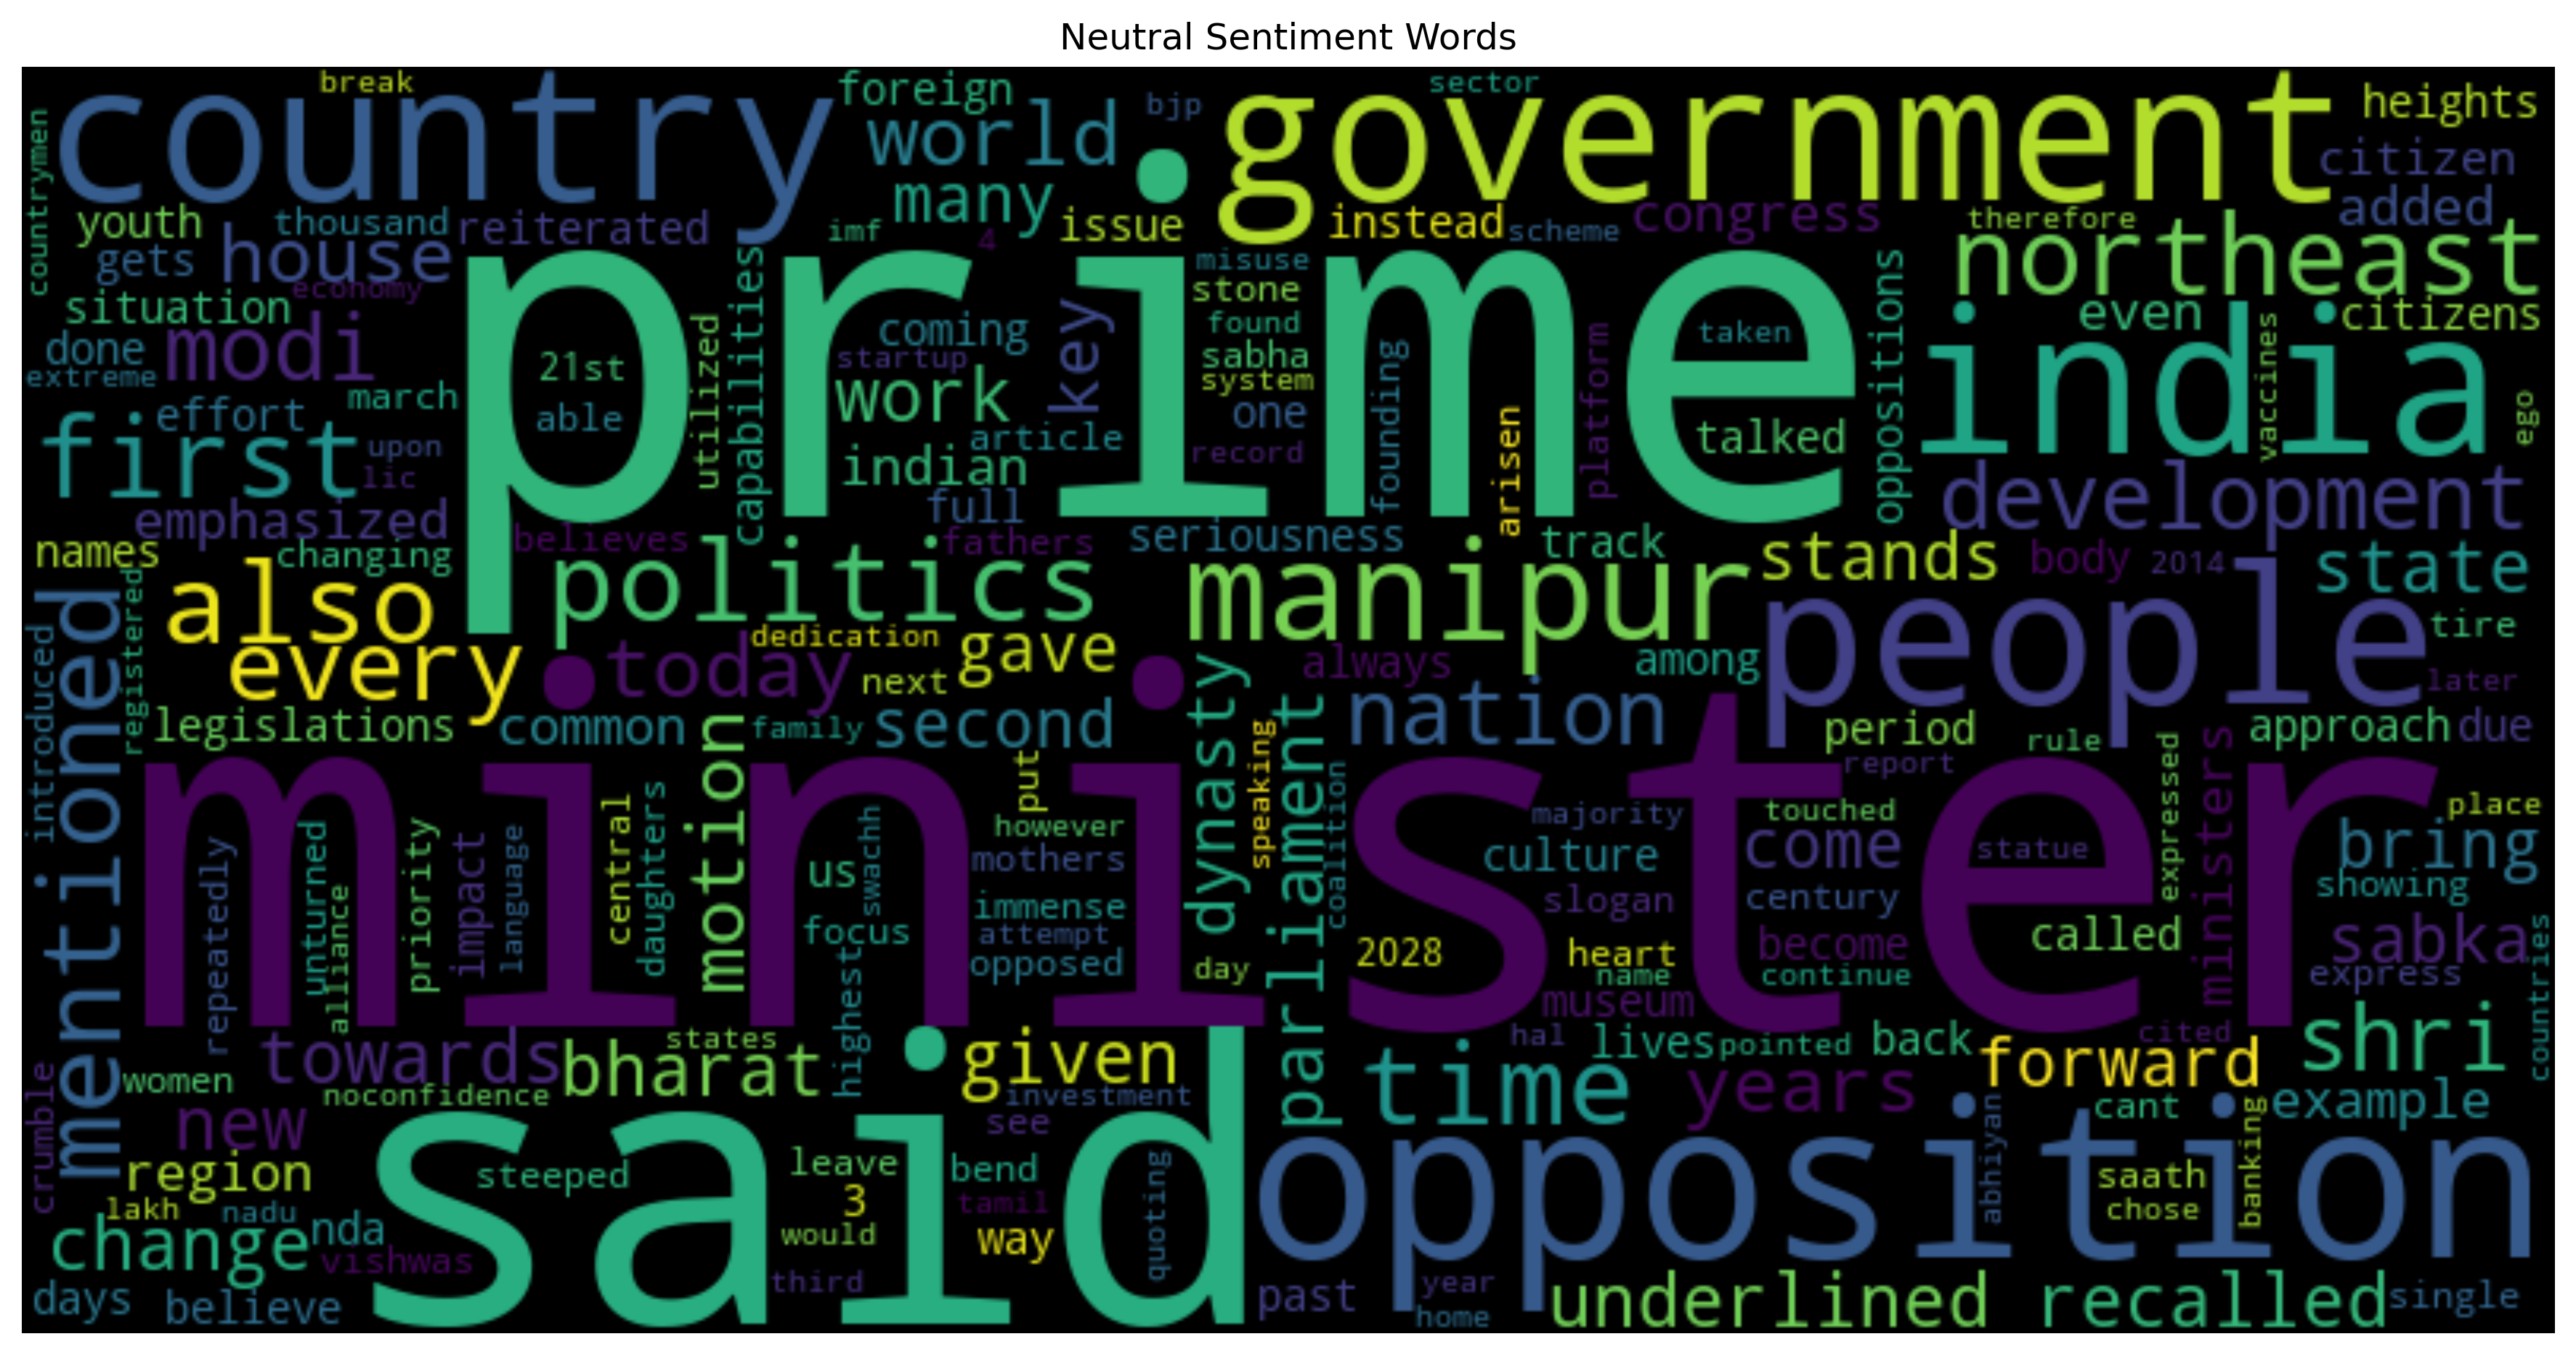 Neutral Sentiment Words
break
country
foreign
world
bjp
sector
government
heights
citizen
added
countrymen
youth
thousand
reiterated
many
imf
4
issue
instead
scheme
congress
therefore
northeast
gets
house
economy
situation
modi
done
extreme
prime
21st
able
utilized
capabilities
coming
startup
work
indian
article
full
key
misuse
stone
found
sabha
system
one
record
founding
arisen
platform
taken
talked
oppositions
even
citizens
india
vaccines
ego
march
effort
first
upon
lic
emphasized
development
names
changing
believes
fathers
seriousness
track
politics
manipur
stands
body
2014
state
also
every
registered
introduced
mentioned
today
dedication
next
gave
always
among
people
tire
later
legislations
common
family
second
motion
dynasty
speaking
parliament
nation
period
rule
approach
due
minister
report
coalition
majority
touched
culture
come
statue
expressed
ministers
place
bring
showing
repeatedly
unturned
alliance
priority
impact
language
central
daughters
us
swachh
focus
highest
put
however
mothers
immense
attempt
opposed
day
2028
slogan
century
heart
name
become
continue
called
museum
sabka
express
countries
towards
bharat
states
given
investment
see
hal
lives
pointed
back
cited
forward
shri
women
noconfidence
new
crumble
time
years
cant
example
said
steeped
leave
bend
3
tamil
would
way
third
quoting
opposition
abhiyan
saath
chose
banking
region
lakh
nadu
change
nda
vishwas
days
believe
past
year
home
underlined
recalled
single